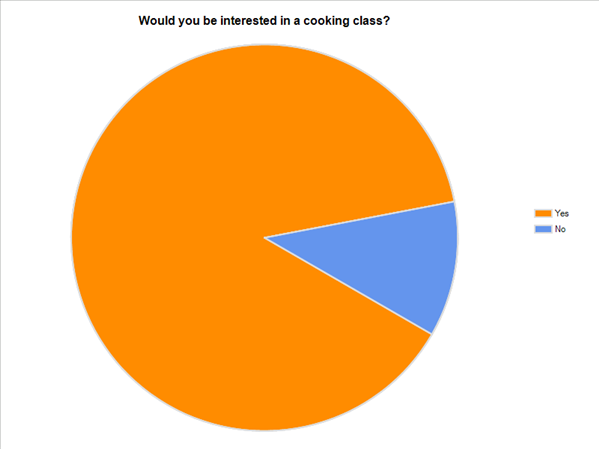 Would you be interested in a cooking class?
Yes
No